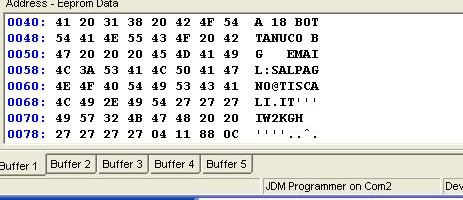 Address - Eeprom Data
0040: 41 20 31 38 20 42 4F 54 A 18 BOT
0048: 54 41 4E 55 43 4F 20 42 TANUCO B
0050: 47 20 20 20 45 4D 41 49 G   EMAI
0058: 4C 3A 53 41 4C 50 41 47 L:SALPAG
0060: 4E 4F 40 54 49 53 43 41 NO@TISCA
0068: 4C 49 2E 49 54 27 27 27 LI.IT'''
0070: 49 57 32 4B 47 48 20 20 IW2KGH
0078: 27 27 27 27 04 11 88 0C ''''..ˆ.
Buffer 1 Buffer 2 Buffer 3 Buffer 4 Buffer 5
JDM Programmer on Com2 Dev